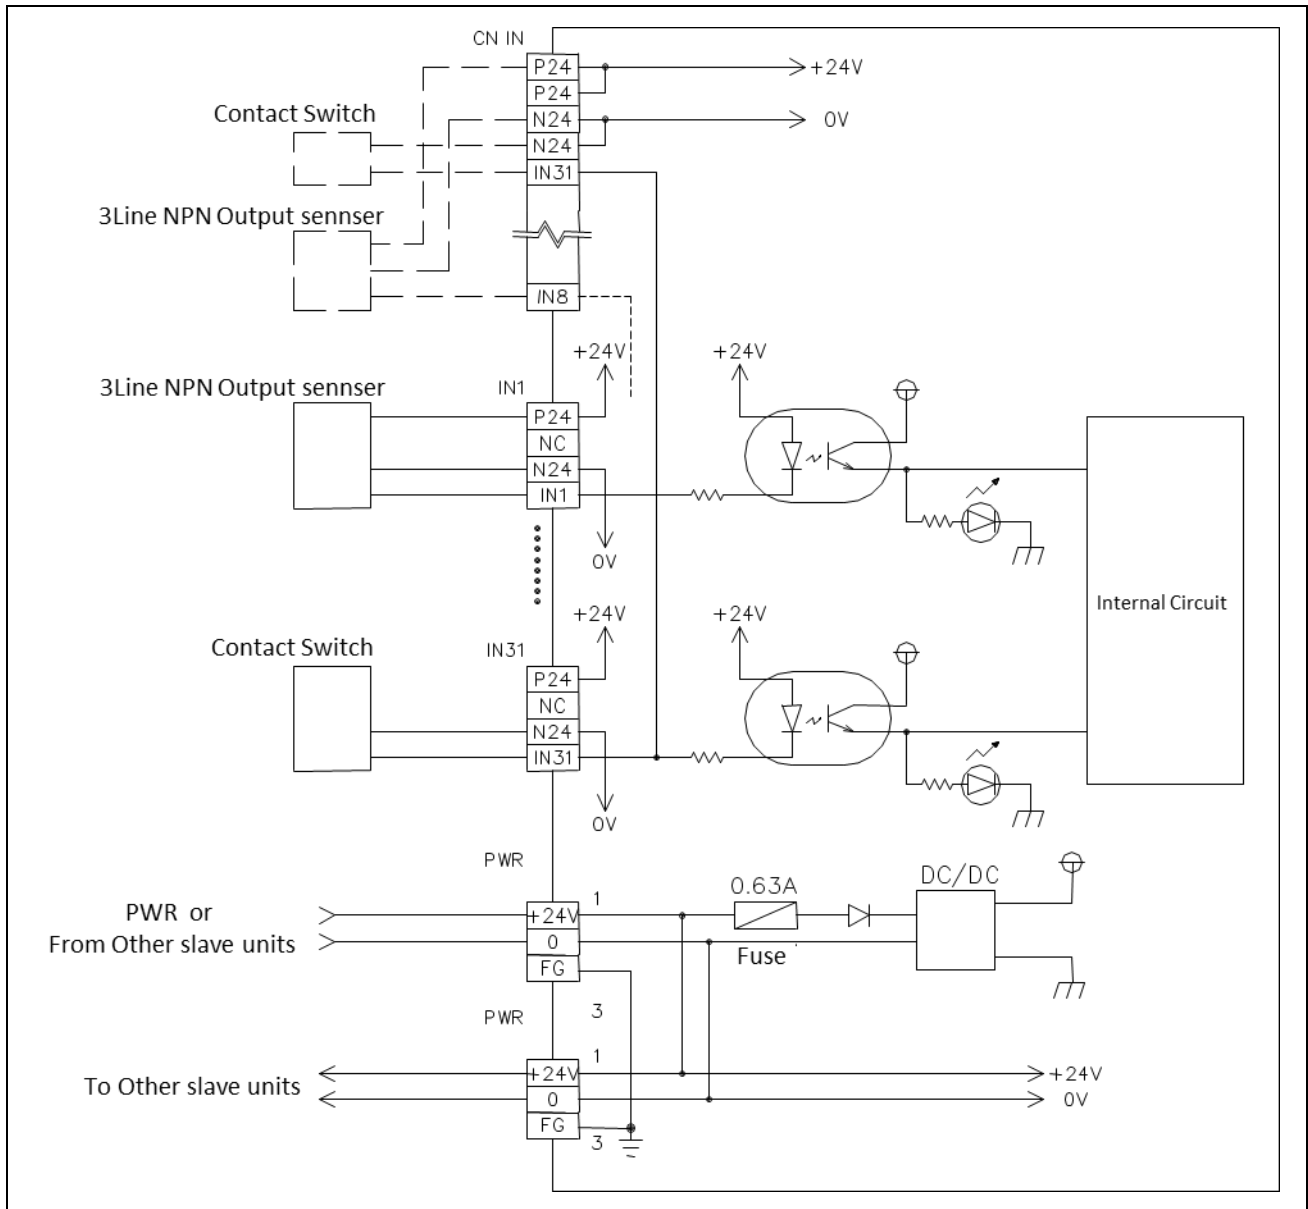 CN IN
P24
+24V
P24
Contact Switch
N24
0V
N24
IN31
3Line NPN Output sennser
IN8
+24V
+24V
3Line NPN Output sennser
IN1
P24
NC
N24
IN1
0V
Internal Circuit
+24V
+24V
Contact Switch
IN31
P24
NC
N24
IN31
0V
PWR
DC/DC
1
0.63A
PWR or
From Other slave units
+24V
0
Fuse
FG
3
PWR
1
To Other slave units
+24V
+24V
0
0V
FG
3